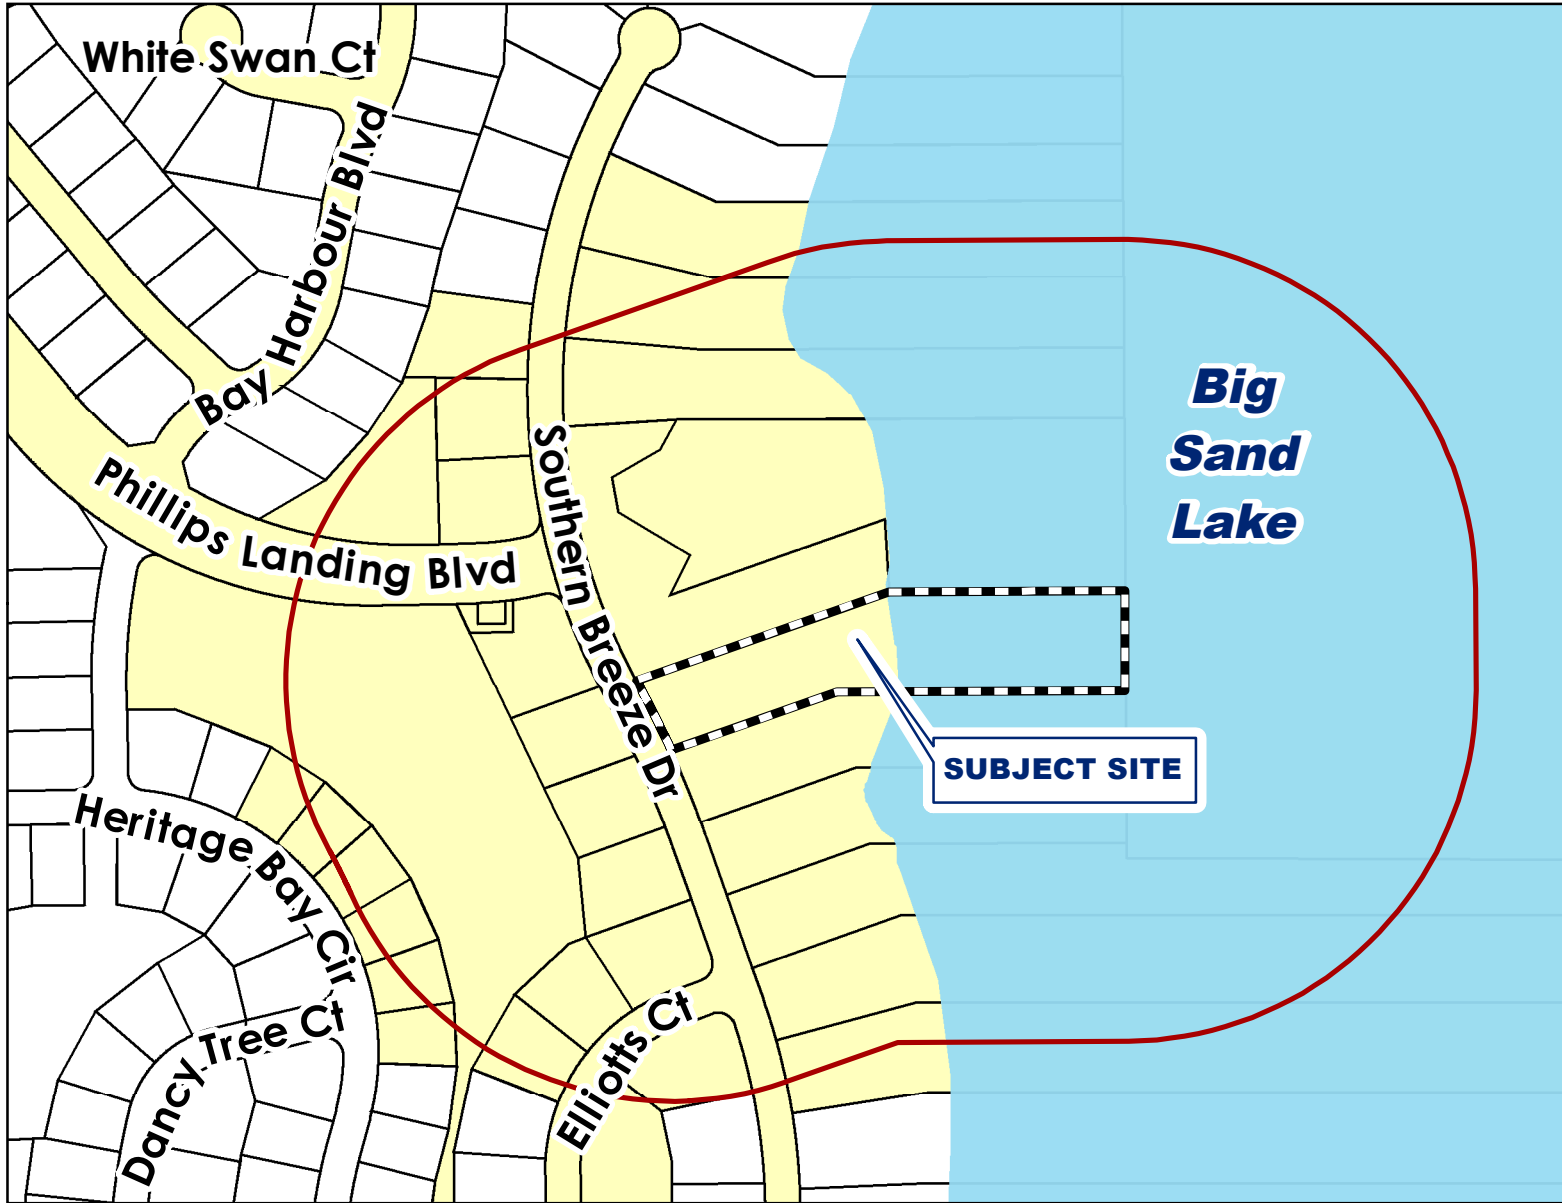 White Swan Ct
Bay Harbour Blvd
Big
Sand
Lake
Phillips Landing Blvd
Southern Breeze Dr
SUBJECT SITE
Heritage Bay Cir
Dancy Tree Ct
Elliotts Ct